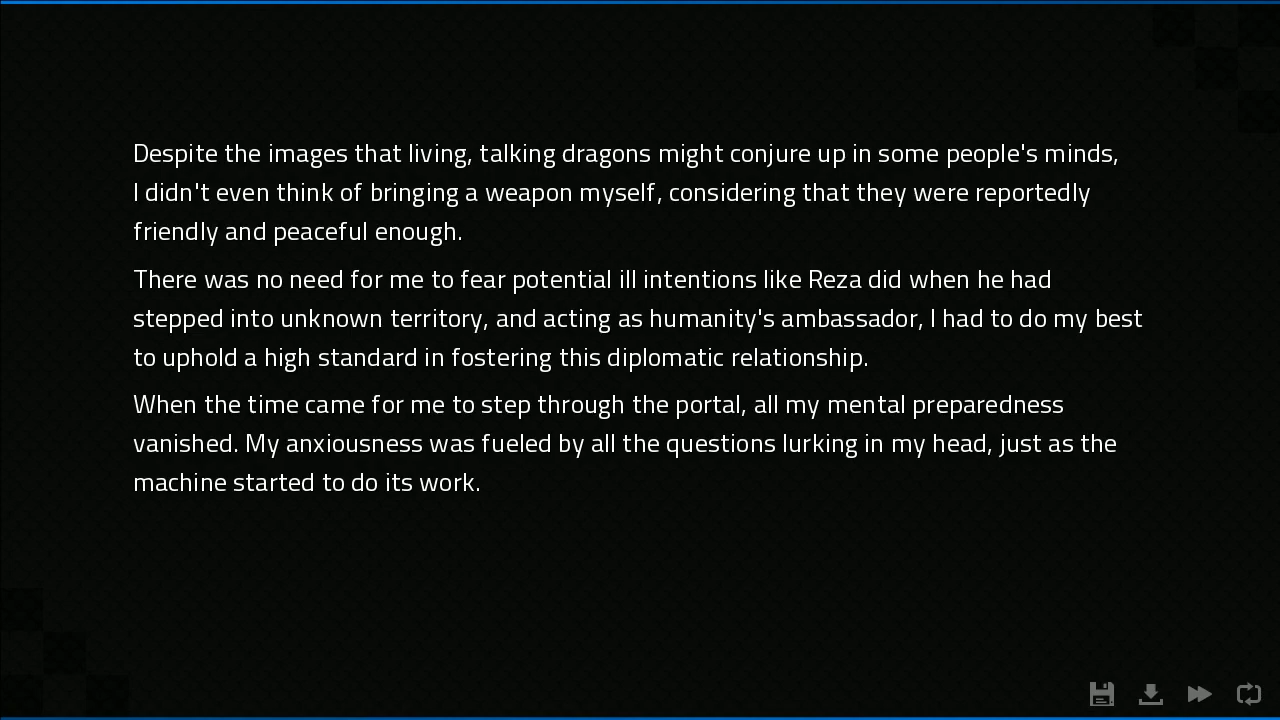 Despite the images that living, talking dragons might conjure up in some people's minds,
I didn't even think of bringing a weapon myself, considering that they were reportedly
friendly and peaceful enough.
There was no need for me to fear potential ill intentions like Reza did when he had
stepped into unknown territory, and acting as humanity's ambassador, I had to do my best
to uphold a high standard in fostering this diplomatic relationship.
When the time came for me to step through the portal, all my mental preparedness
vanished. My anxiousness was fueled by all the questions lurking in my head, just as the
machine started to do its work.